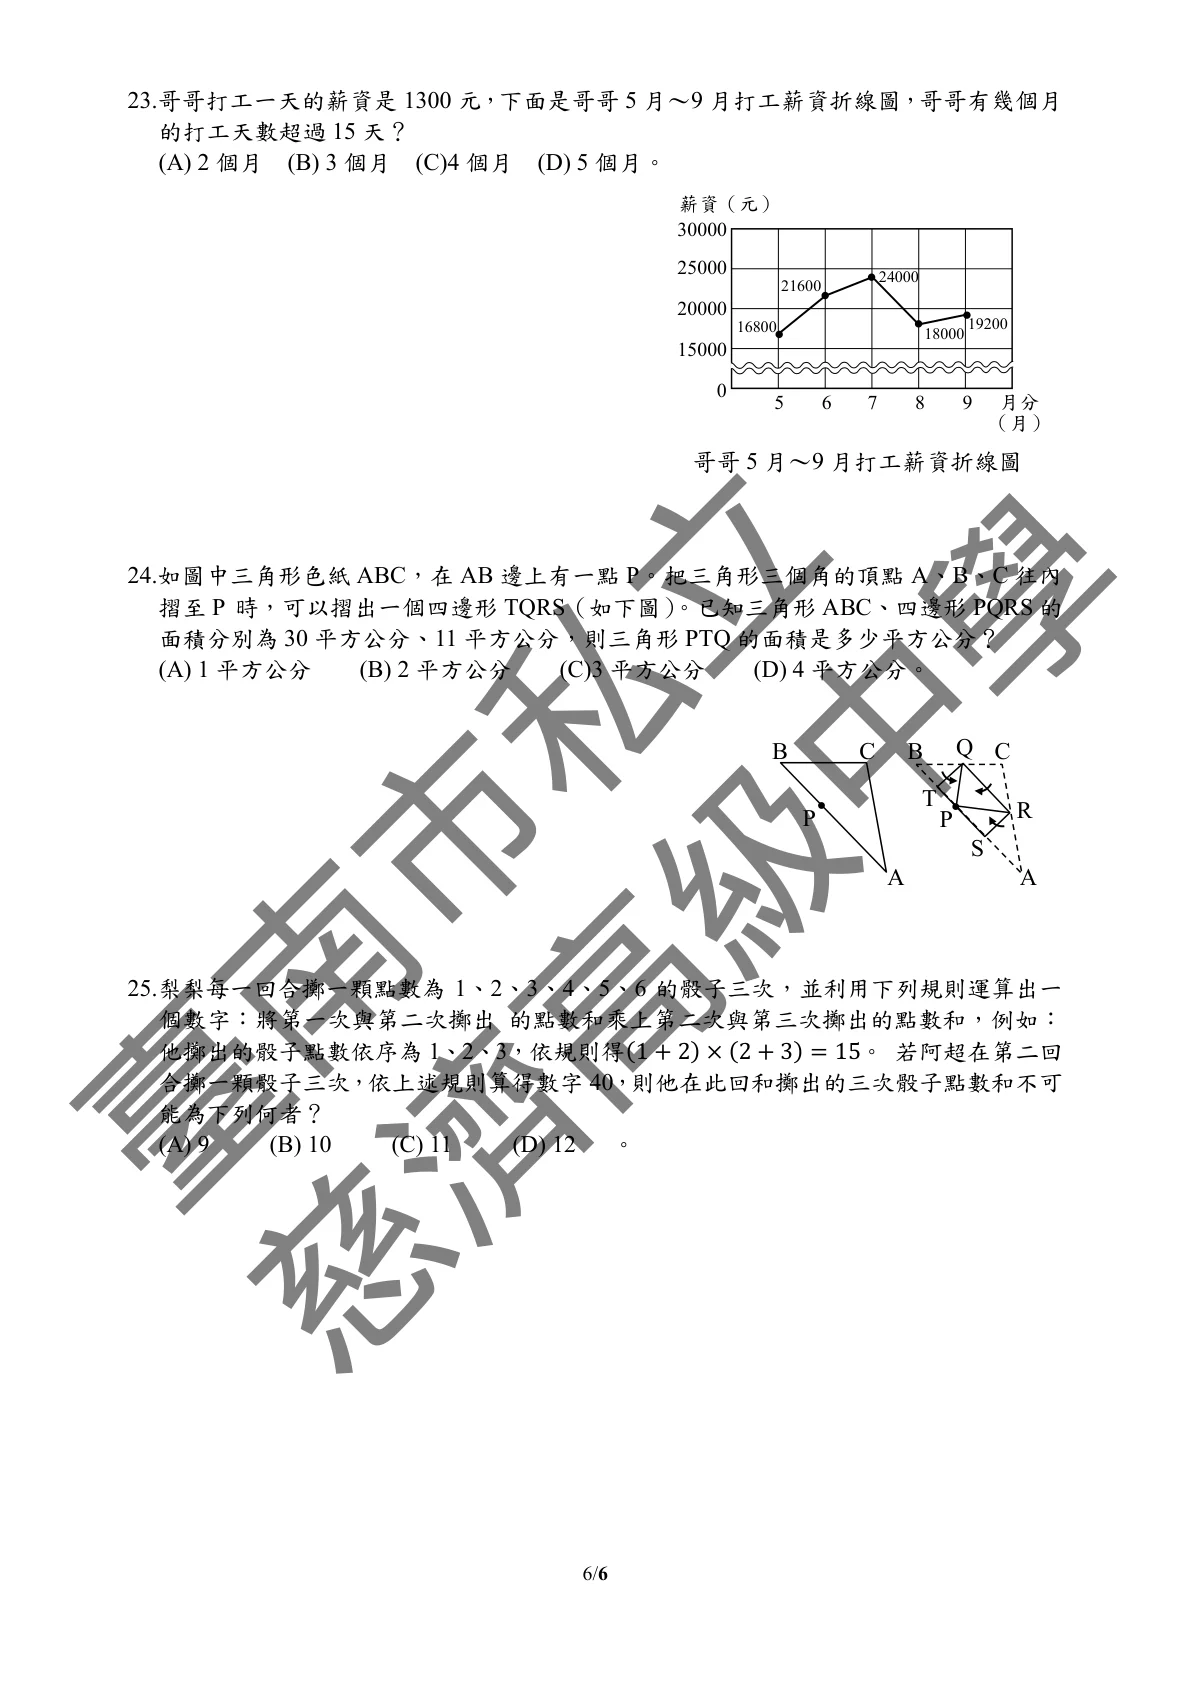 23.哥哥打工一天的薪資是 1300 元，下面是哥哥 5 月～9 月打工薪資折線圖，哥哥有幾個月
的打工天數超過 15 天？
(A) 2 個月 (B) 3 個月 (C)4 個月 (D) 5 個月。
薪資（元）
30000
25000
20000
15000
0
16800
21600
24000
18000
19200
5 6 7 8 9 月分
（月）
哥哥 5 月～9 月打工薪資折線圖
24.如圖中三角形色紙 ABC，在 AB 邊上有一點 P。把三角形三個角的頂點 A、B、C 往內
摺至 P 時，可以摺出一個四邊形 TQRS（如下圖）。已知三角形 ABC、四邊形 PQRS 的
面積分別為 30 平方公分、11 平方公分，則三角形 PTQ 的面積是多少平方公分？
(A) 1 平方公分 (B) 2 平方公分 (C)3 平方公分 (D) 4 平方公分。
B C B Q C
P T P R
S
A A
25.梨梨每一回合擲一顆點數為 1、2、3、4、5、6 的骰子三次，並利用下列規則運算出一
個數字：將第一次與第二次擲出 的點數和乘上第二次與第三次擲出的點數和，例如：
他擲出的骰子點數依序為 1、2、3，依規則得(1 + 2) × (2 + 3) = 15。 若阿超在第二回
合擲一顆骰子三次，依上述規則算得數字 40，則他在此回和擲出的三次骰子點數和不可
能為下列何者？
(A) 9 (B) 10 (C) 11 (D) 12 。
臺南市私立
慈濟高級中學
6/6